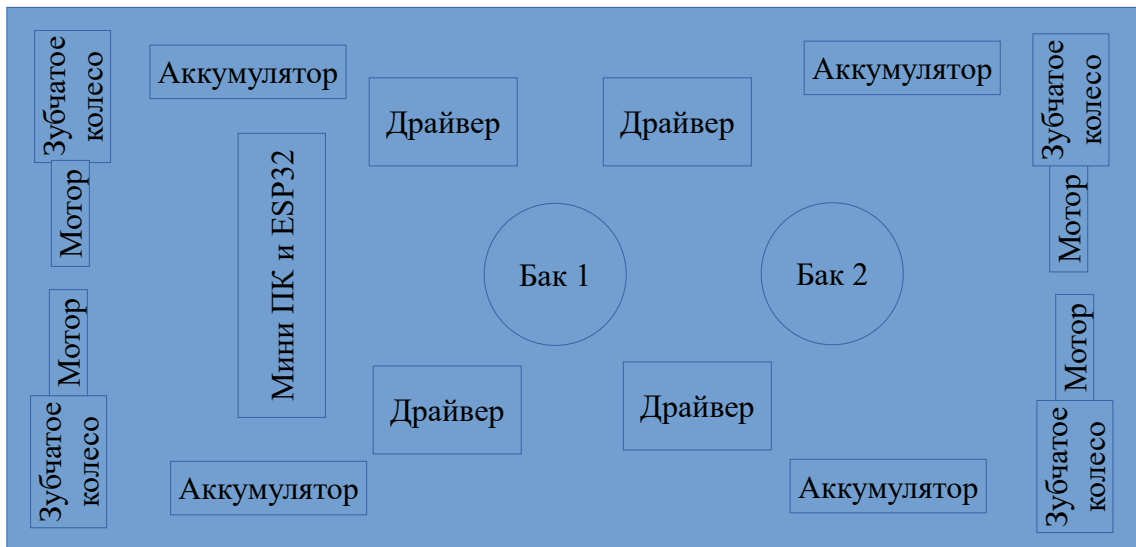 Зубчатое
колесо
Аккумулятор
Драйвер
Драйвер
Аккумулятор
Зубчатое
колесо
Мотор
Мини ПК и ESP32
Бак 1
Бак 2
Мотор
Мотор
Драйвер
Драйвер
Мотор
Зубчатое
колесо
Аккумулятор
Аккумулятор
Зубчатое
колесо